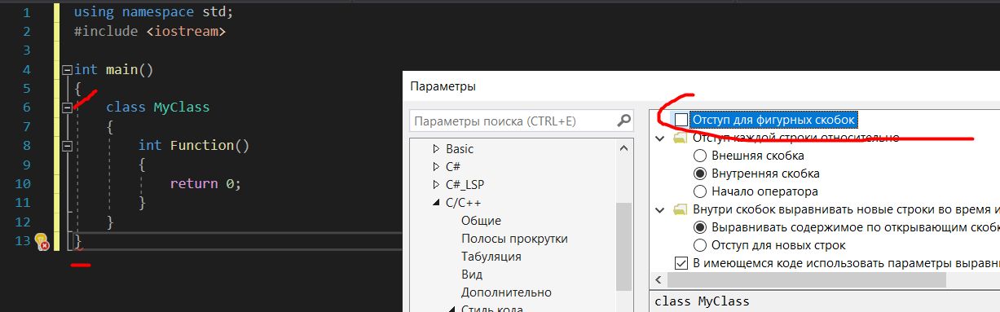 1 using namespace std;
2 #include <iostream>
3
4 int main()
5 {
6 class MyClass
7 {
8 int Function()
9 {
10 return 0;
11 }
12 }
13 }
Параметры
Параметры поиска (CTRL+E)
Basic
C#
C#_LSP
C/C++
Общие
Полосы прокрутки
Табуляция
Вид
Дополнительно
Стиль кода
Отступ для фигурных скобок
Отступ каждой строки относительно
Внешняя скобка
Внутренняя скобка
Начало оператора
Внутри скобок выравнивать новые строки во время и
Выравнивать содержимое по открывающим скобк
Отступ для новых строк
В имеющемся коде использовать параметры выравни
class MyClass